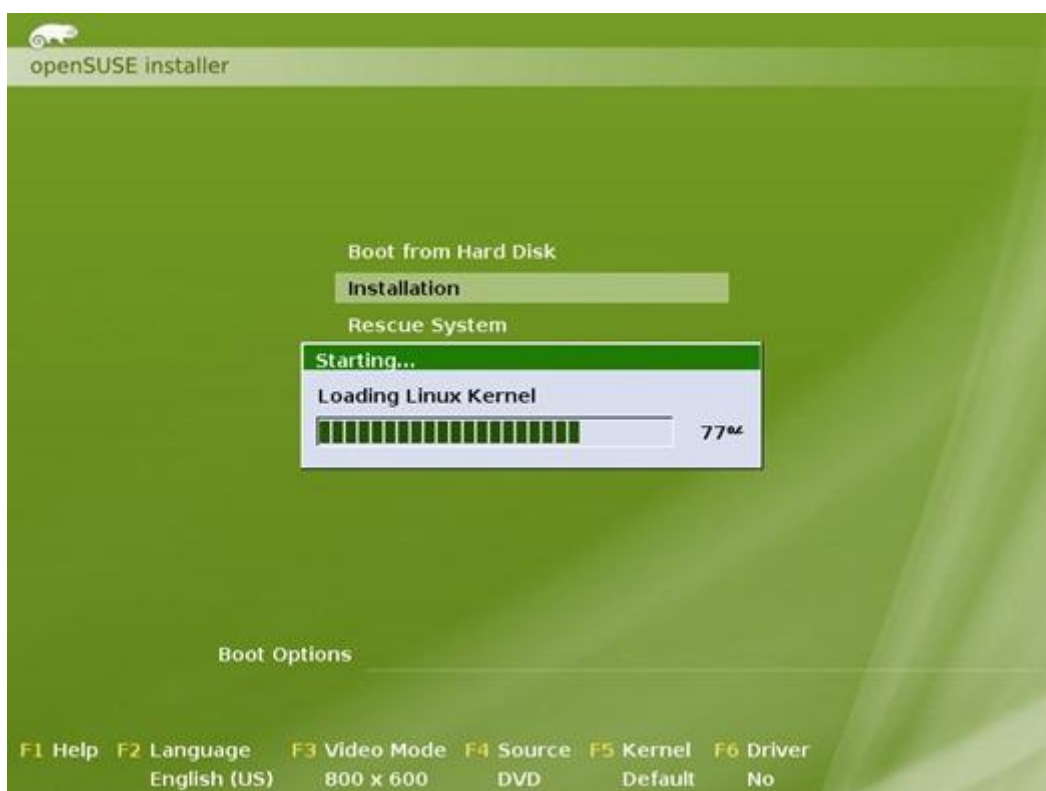 openSUSE installer
Boot from Hard Disk
Installation
Rescue System
Starting...
Loading Linux Kernel
77%
Boot Options
F1 Help F2 Language F3 Video Mode F4 Source F5 Kernel F6 Driver
English (US) 800 x 600 DVD Default No